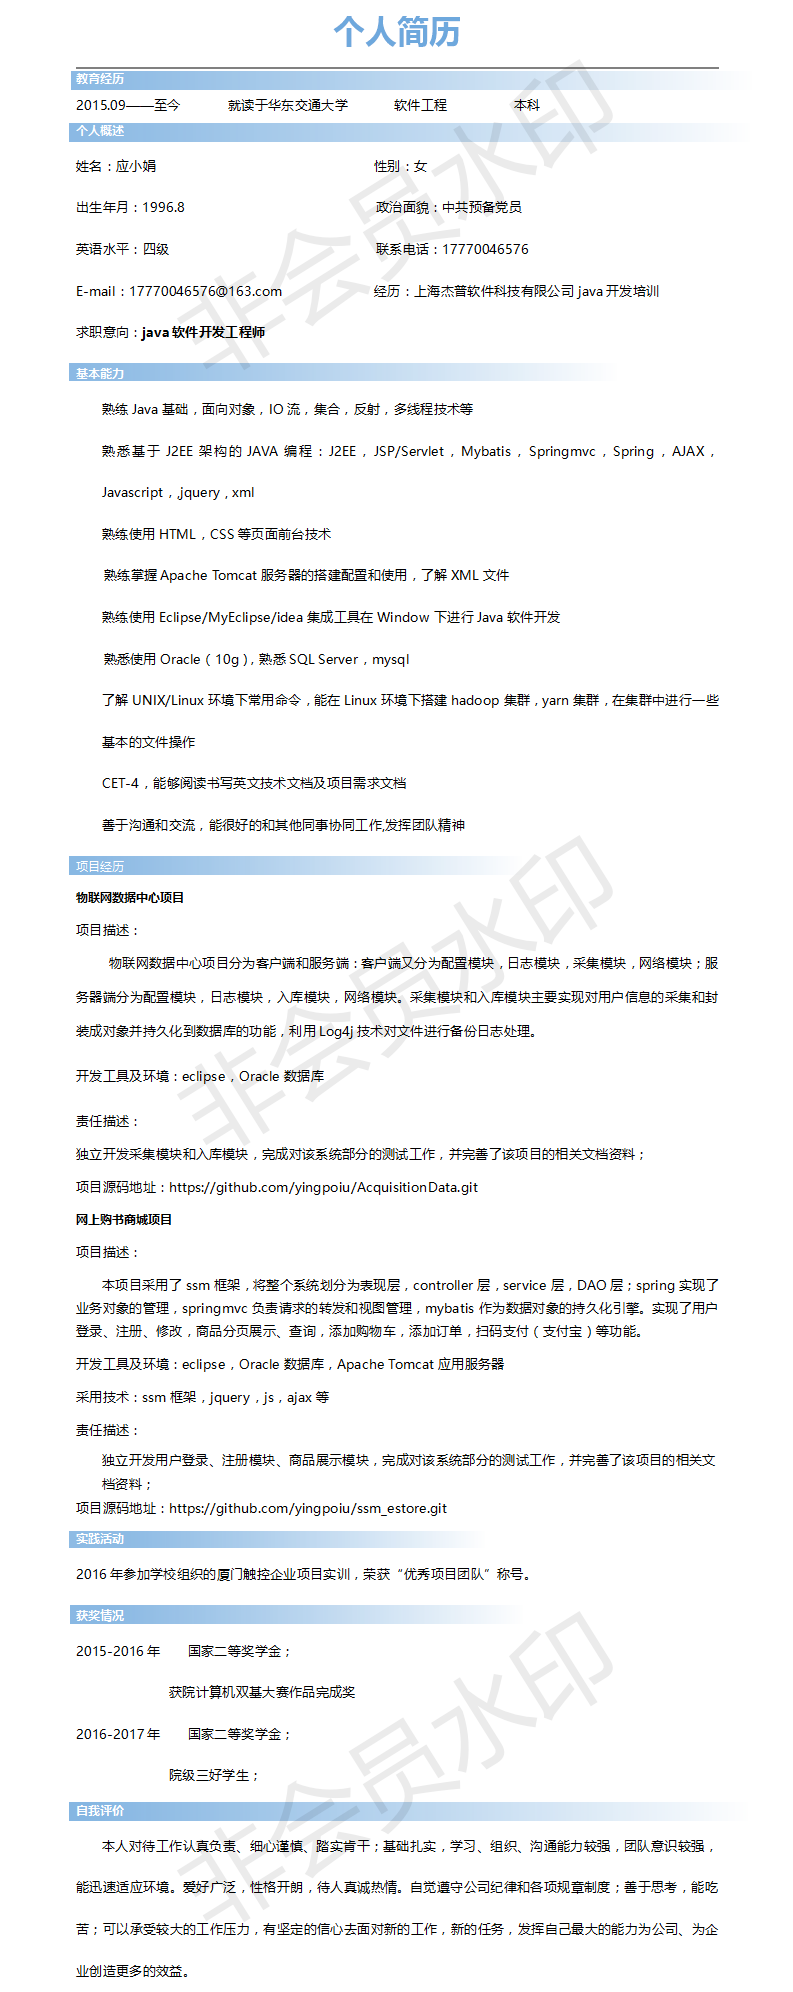 个人简历
教育经历
2015.09——至今 就读于华东交通大学 软件工程 本科
个人概述
姓名：应小娟 性别：女
出生年月：1996.8 政治面貌：中共预备党员
英语水平：四级 联系电话：17770046576
E-mail：17770046576@163.com 经历：上海杰普软件科技有限公司 java 开发培训
求职意向：java 软件开发工程师
基本能力
熟练 Java 基础，面向对象，IO 流，集合，反射，多线程技术等
熟悉基于 J2EE 架构的 JAVA 编程：J2EE，JSP/Servlet，Mybatis，Springmvc，Spring，AJAX，
Javascript，,jquery , xml
熟练使用 HTML，CSS 等页面前台技术
熟练掌握 Apache Tomcat 服务器的搭建配置和使用，了解 XML 文件
熟练使用 Eclipse/MyEclipse/idea 集成工具在 Window 下进行 Java 软件开发
熟悉使用 Oracle（10g），熟悉 SQL Server，mysql
了解 UNIX/Linux 环境下常用命令，能在 Linux 环境下搭建 hadoop 集群，yarn 集群，在集群中进行一些
基本的文件操作
CET-4，能够阅读书写英文技术文档及项目需求文档
善于沟通和交流，能很好的和其他同事协同工作,发挥团队精神
项目经历
物联网数据中心项目
项目描述：
物联网数据中心项目分为客户端和服务端：客户端又分为配置模块，日志模块，采集模块，网络模块；服
务器端分为配置模块，日志模块，入库模块，网络模块。采集模块和入库模块主要实现对用户信息的采集和封
装成对象并持久化到数据库的功能，利用 Log4j 技术对文件进行备份日志处理。
开发工具及环境：eclipse，Oracle 数据库
责任描述：
独立开发采集模块和入库模块，完成对该系统部分的测试工作，并完善了该项目的相关文档资料；
项目源码地址：https://github.com/yingpoiu/AcquisitionData.git
网上购书商城项目
项目描述：
本项目采用了 ssm 框架，将整个系统划分为表现层，controller 层，service 层，DAO 层；spring 实现了
业务对象的管理，springmvc 负责请求的转发和视图管理，mybatis 作为数据对象的持久化引擎。实现了用户
登录、注册、修改，商品分页展示、查询，添加购物车，添加订单，扫码支付（支付宝）等功能。
开发工具及环境：eclipse，Oracle 数据库，Apache Tomcat 应用服务器
采用技术：ssm 框架，jquery，js，ajax 等
责任描述：
独立开发用户登录、注册模块、商品展示模块，完成对该系统部分的测试工作，并完善了该项目的相关文
档资料；
项目源码地址：https://github.com/yingpoiu/ssm_estore.git
实践活动
2016 年参加学校组织的厦门触控企业项目实训，荣获“优秀项目团队”称号。
获奖情况
2015-2016 年 国家二等奖学金；
获院计算机双基大赛作品完成奖
2016-2017 年 国家二等奖学金；
院级三好学生；
自我评价
本人对待工作认真负责、细心谨慎、踏实肯干；基础扎实，学习、组织、沟通能力较强，团队意识较强，
能迅速适应环境。爱好广泛，性格开朗，待人真诚热情。自觉遵守公司纪律和各项规章制度；善于思考，能吃
苦；可以承受较大的工作压力，有坚定的信心去面对新的工作，新的任务，发挥自己最大的能力为公司、为企
业创造更多的效益。
非会员水印
非会员水印
非会员水印